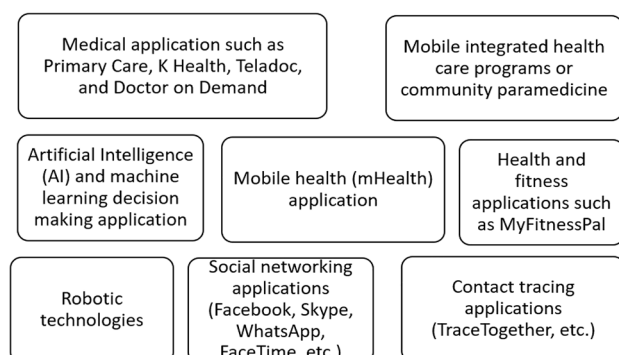 Medical application such as
Primary Care, K Health, Teladoc,
and Doctor on Demand
Mobile integrated health
care programs or
community paramedicine
Artificial Intelligence
(AI) and machine
learning decision
making application
Mobile health (mHealth)
application
Health and
fitness
applications such
as MyFitnessPal
Robotic
technologies
Social networking
applications
(Facebook, Skype,
WhatsApp,
FaceTime, etc.)
Contact tracing
applications
(TraceTogether, etc.)